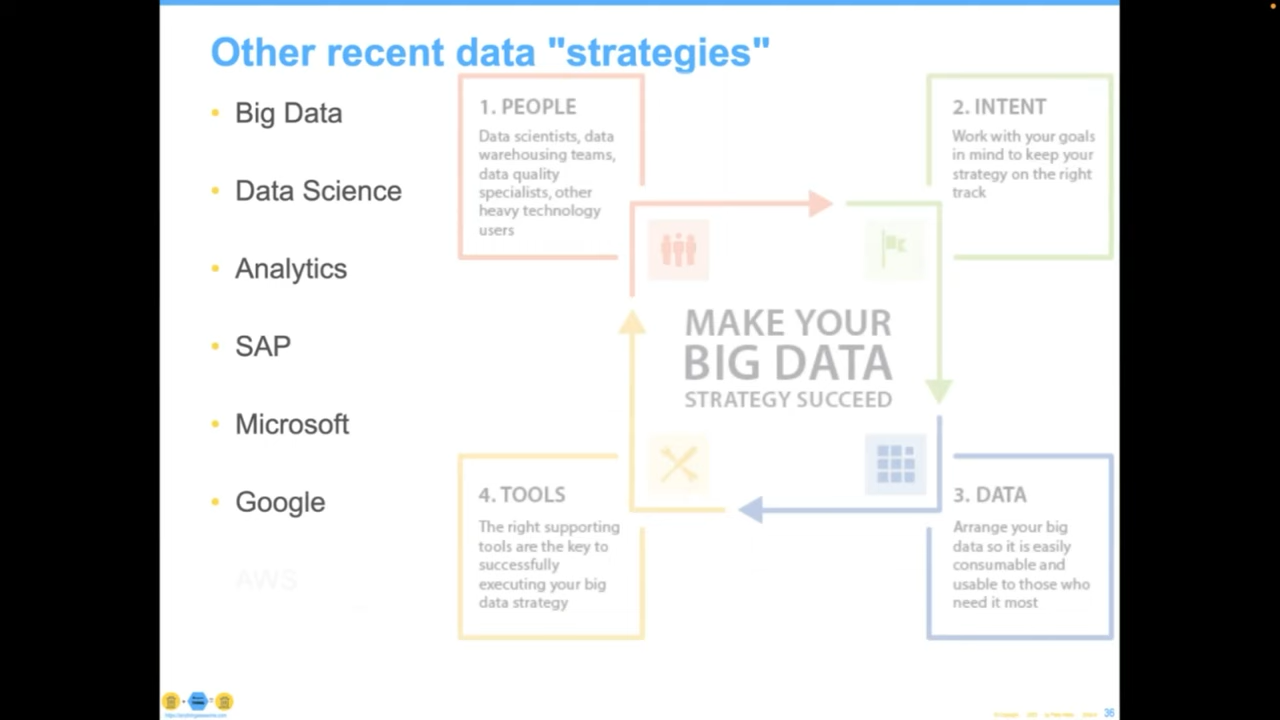 Other recent data "strategies"
Big Data
Data Science
Analytics
SAP
Microsoft
Google
AWS
1. PEOPLE
Data scientists, data
warehousing teams,
data quality
specialists, other
heavy technology
users
2. INTENT
Work with your goals
in mind to keep your
strategy on the right
track
MAKE YOUR
BIG DATA
STRATEGY SUCCEED
4. TOOLS
The right supporting
tools are the key to
successfully
executing your big
data strategy
3. DATA
Arrange your big
data so it is easily
consumable and
usable to those who
need it most
36